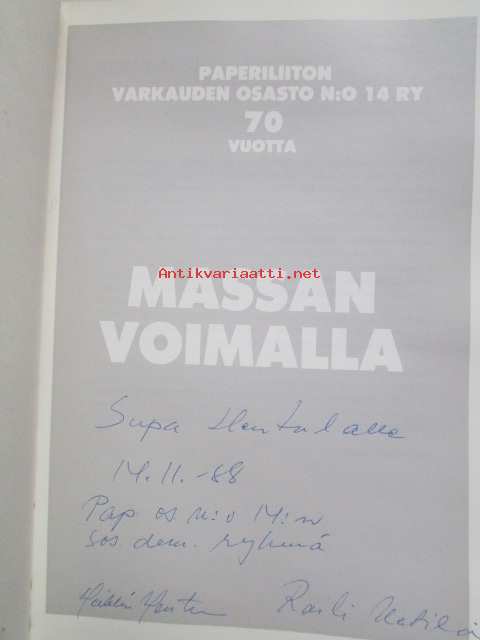 PAPERILIITON
VARKAUDEN OSASTO N:O 14 RY
70
VUOTTA
Antikvariaatti.net
MASSAN
VOIMALLA
Supa
14.11.-88
Pap os n:o 14:n
sos. dem. ryhmä
Raili